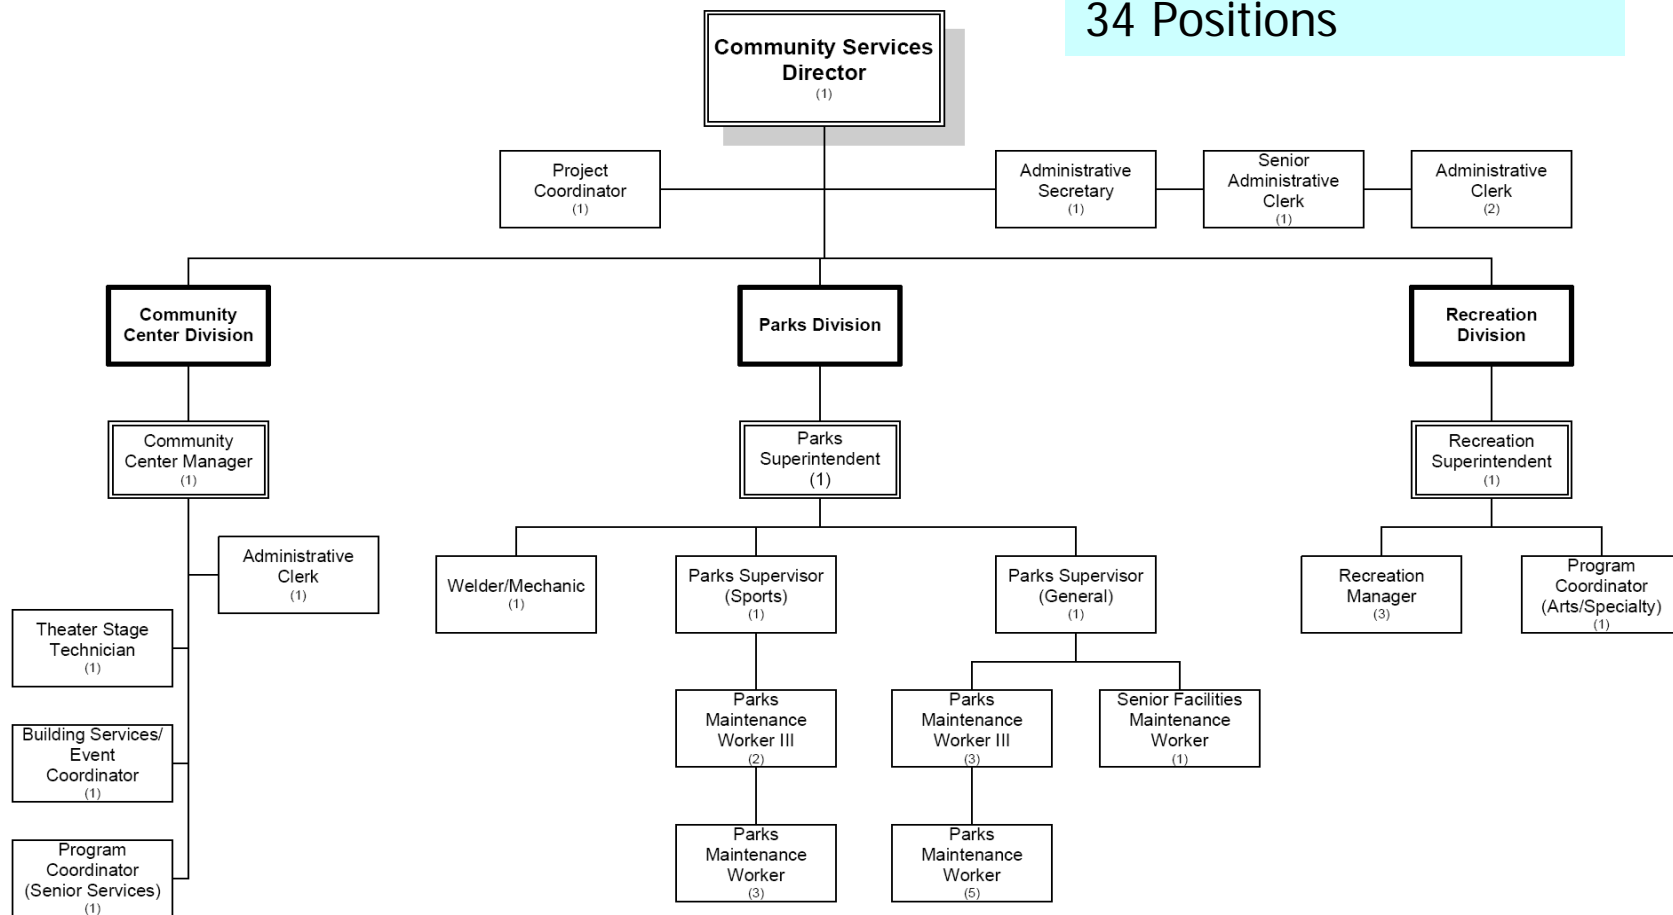 34 Positions
Community Services
Director
(1)
Project
Coordinator
(1)
Administrative
Secretary
(1)
Senior
Administrative
Clerk
(1)
Administrative
Clerk
(2)
Community
Center Division
Parks Division
Recreation
Division
Community
Center Manager
(1)
Parks
Superintendent
(1)
Recreation
Superintendent
(1)
Administrative
Clerk
(1)
Theater Stage
Technician
(1)
Building Services/
Event
Coordinator
(1)
Program
Coordinator
(Senior Services)
(1)
Welder/Mechanic
(1)
Parks Supervisor
(Sports)
(1)
Parks Supervisor
(General)
(1)
Parks
Maintenance
Worker III
(2)
Parks
Maintenance
Worker III
(3)
Senior Facilities
Maintenance
Worker
(1)
Parks
Maintenance
Worker
(3)
Parks
Maintenance
Worker
(5)
Recreation
Manager
(3)
Program
Coordinator
(Arts/Specialty)
(1)